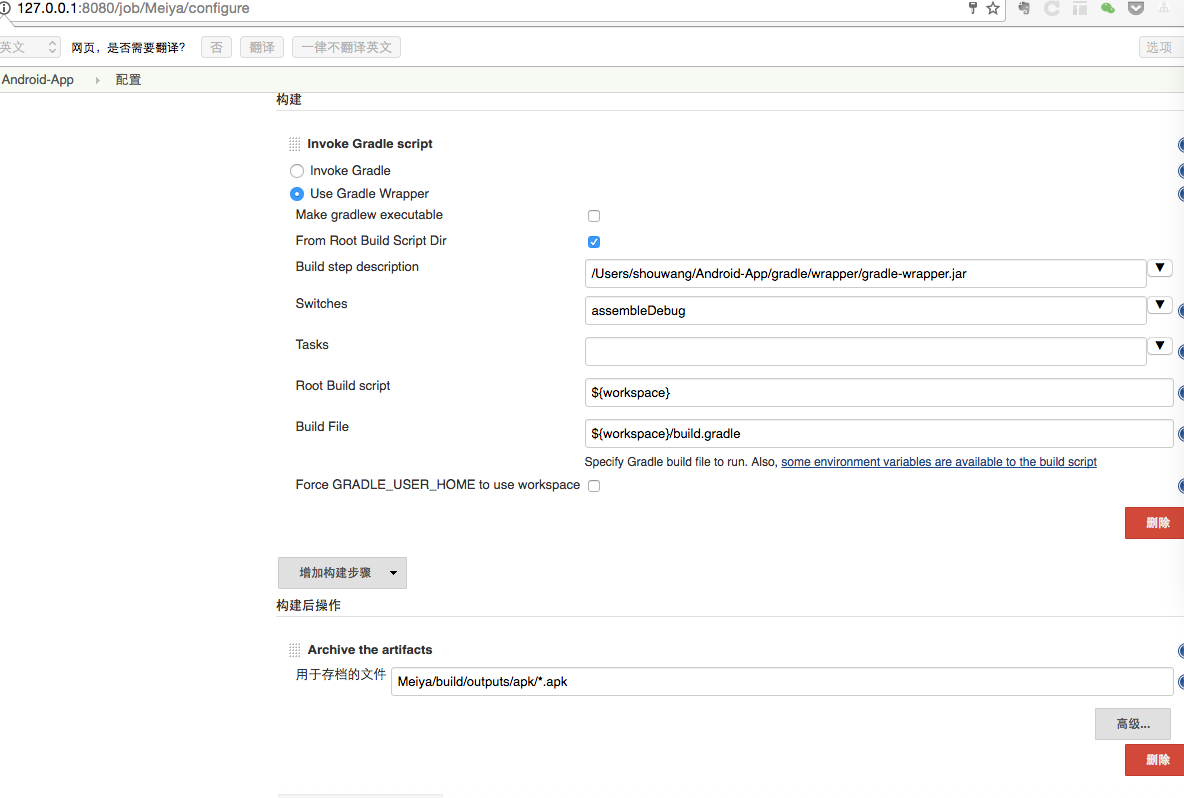 127.0.0.1:8080/job/Meiya/configure
英文 网页，是否需要翻译? 否 翻译 一律不翻译英文 选项
Android-App 配置
构建
Invoke Gradle script
Invoke Gradle
Use Gradle Wrapper
Make gradlew executable
From Root Build Script Dir
Build step description /Users/shouwang/Android-App/gradle/wrapper/gradle-wrapper.jar
Switches assembleDebug
Tasks
Root Build script ${workspace}
Build File ${workspace}/build.gradle
Specify Gradle build file to run. Also, some environment variables are available to the build script
Force GRADLE_USER_HOME to use workspace
删除
增加构建步骤
构建后操作
Archive the artifacts
用于存档的文件 Meiya/build/outputs/apk/*.apk
高级...
删除